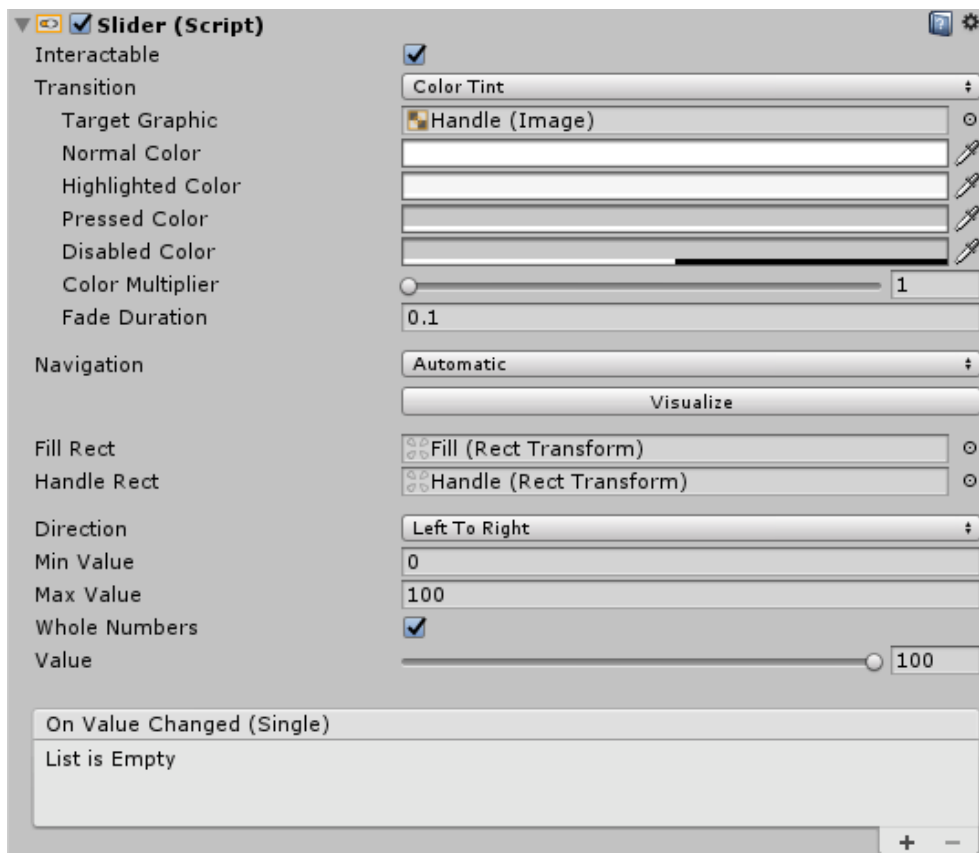 Slider (Script)
Interactable
Transition Color Tint
Target Graphic Handle (Image)
Normal Color
Highlighted Color
Pressed Color
Disabled Color
Color Multiplier 1
Fade Duration 0.1
Navigation Automatic
Visualize
Fill Rect Fill (Rect Transform)
Handle Rect Handle (Rect Transform)
Direction Left To Right
Min Value 0
Max Value 100
Whole Numbers
Value 100
On Value Changed (Single)
List is Empty